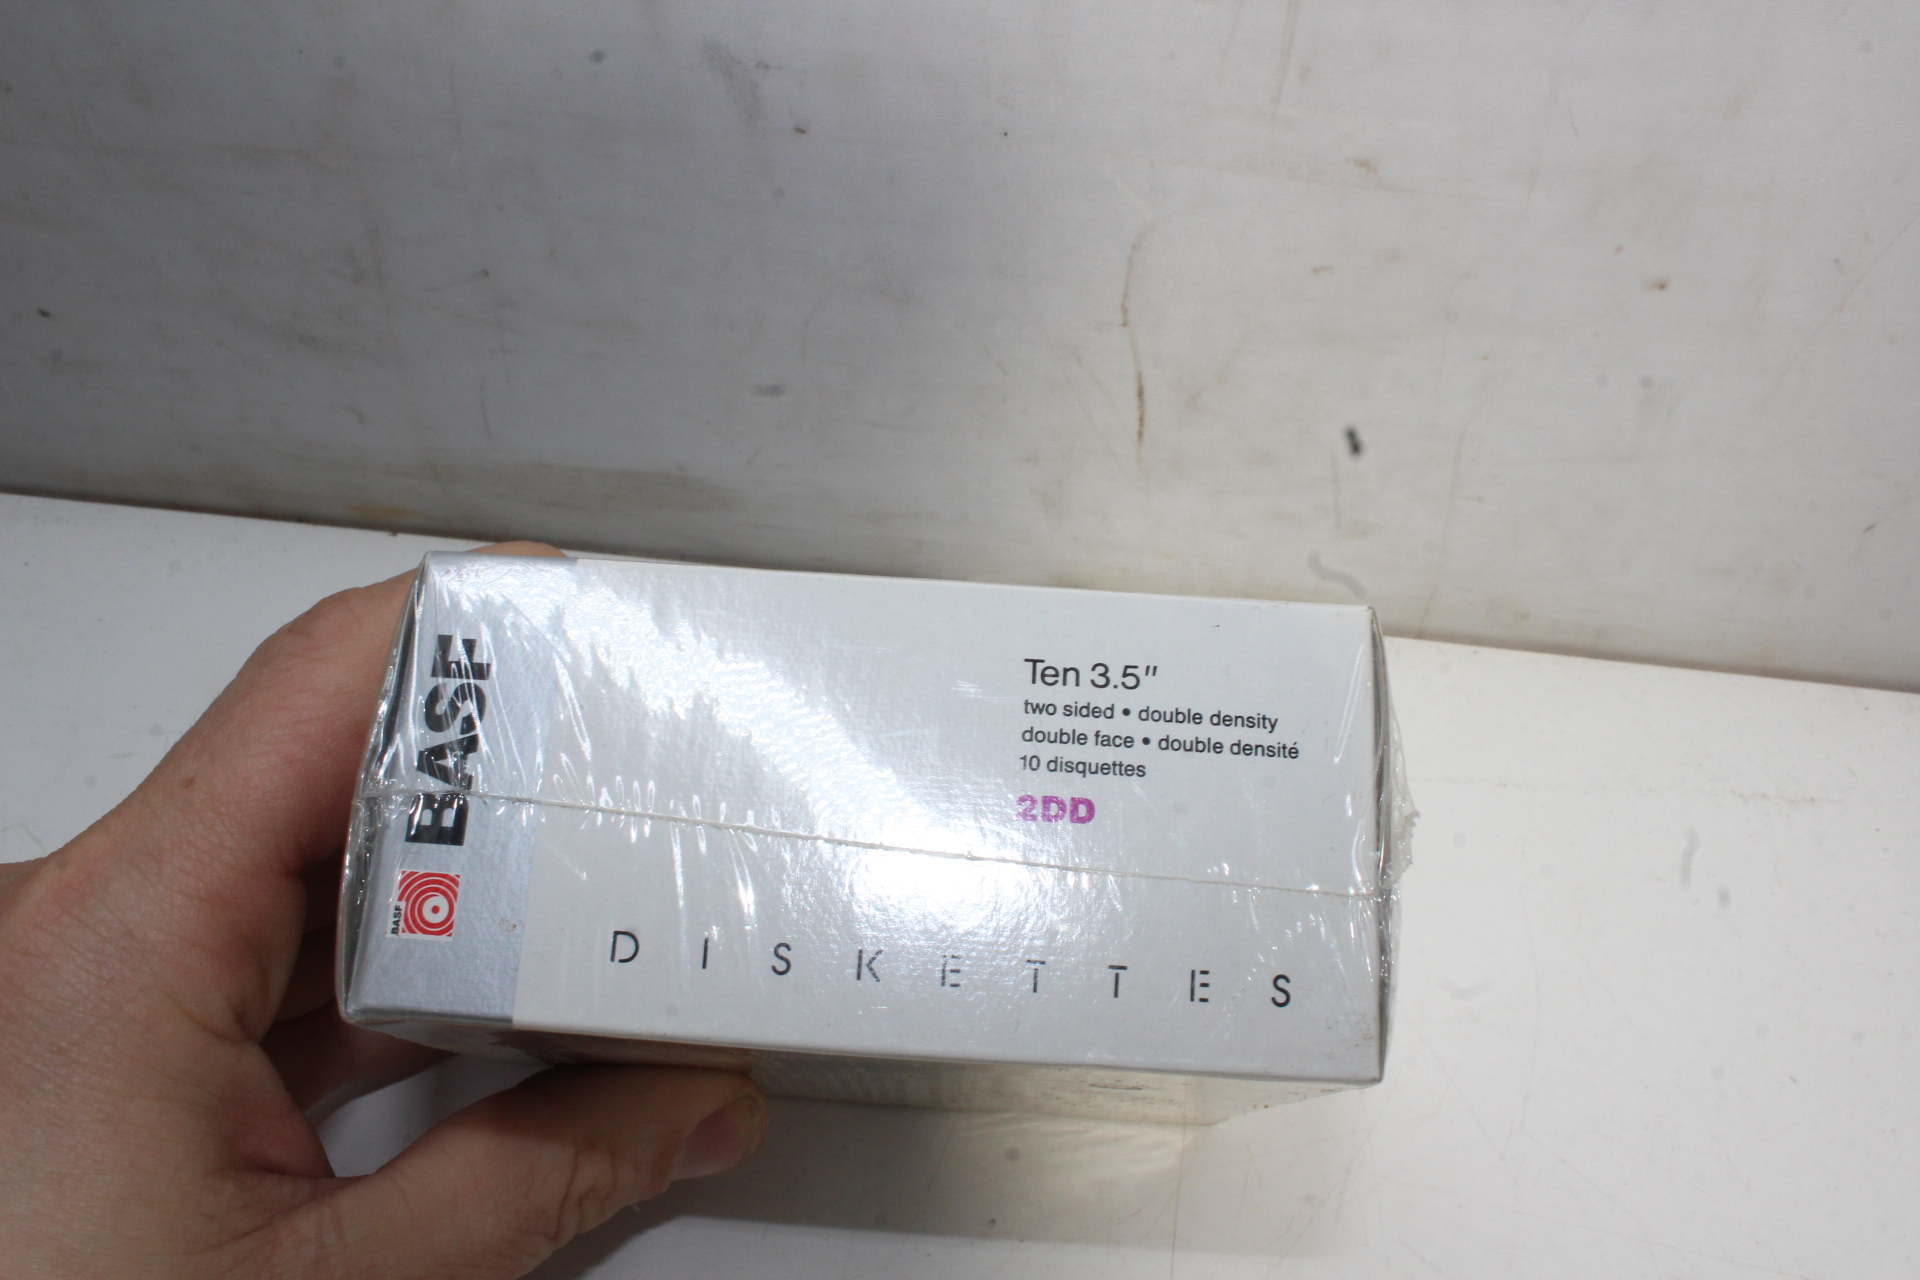 BASF
BASF
Ten 3.5"
two sided • double density
double face • double densité
10 disquettes
2DD
DISKETTES